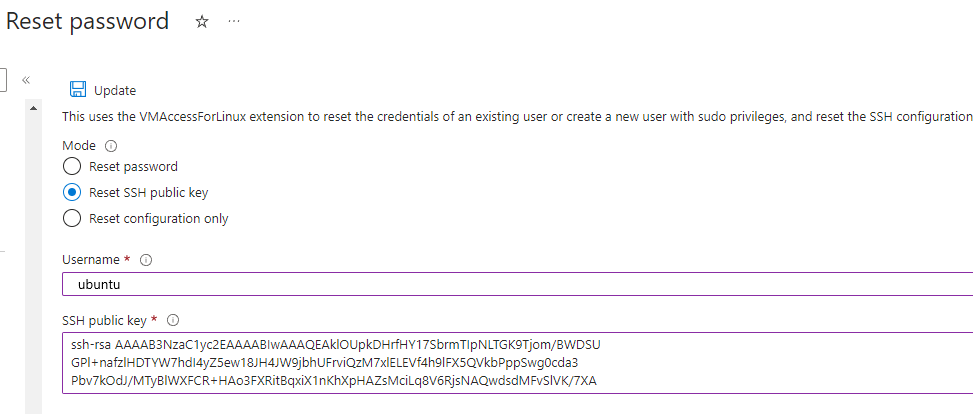 Reset password
Update
This uses the VMAccessForLinux extension to reset the credentials of an existing user or create a new user with sudo privileges, and reset the SSH configuration
Mode
Reset password
Reset SSH public key
Reset configuration only
Username *
ubuntu
SSH public key *
ssh-rsa AAAAB3NzaC1yc2EAAAABIwAAAQEAklOUpkDHrfHY17SbrmTIpNLTGK9Tjom/BWDSU
GPl+nafzlHDTYW7hdI4yZ5ew18JH4JW9jbhUFrviQzM7xlELEVf4h9lFX5QVkbPppSwg0cda3
Pbv7kOdJ/MTyBlWXFCR+HAo3FXRitBqxiX1nKhXpHAZsMciLq8V6RjsNAQwdsdMFvSlVK/7XA